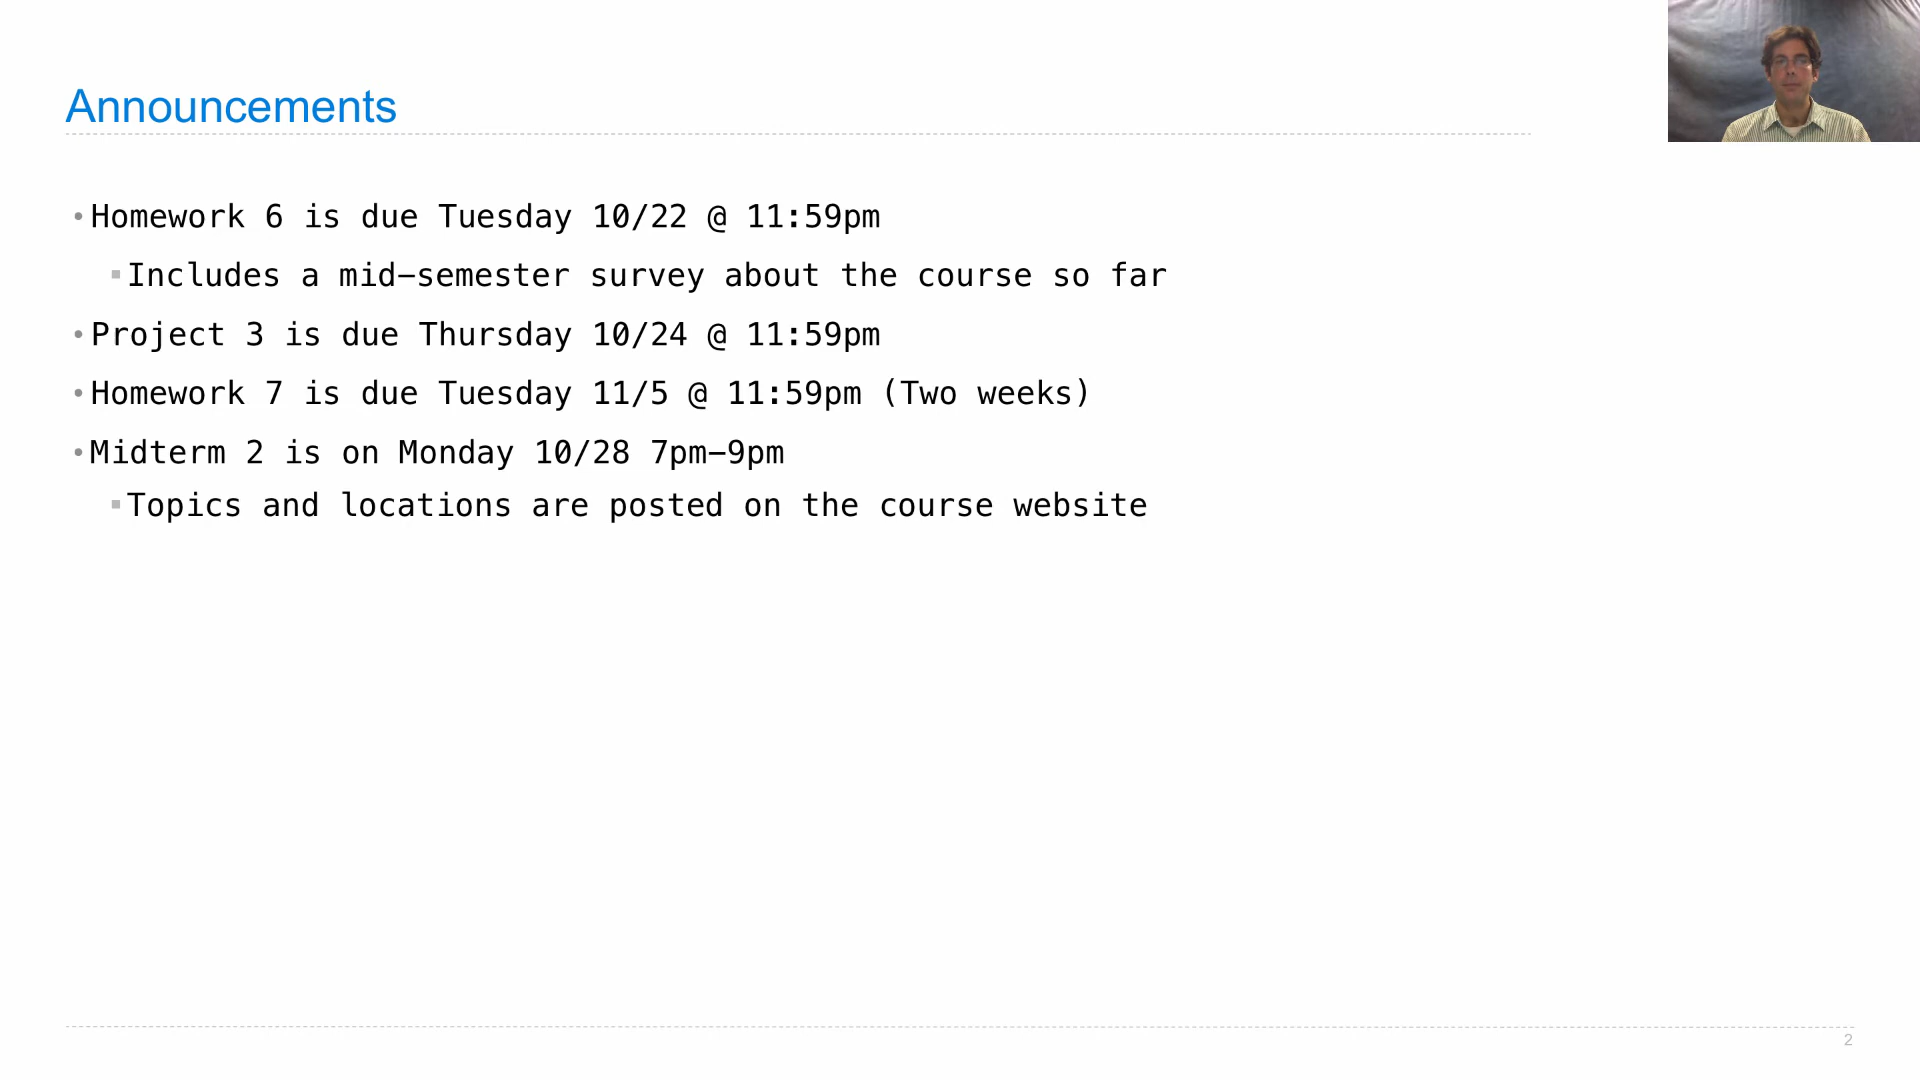 Announcements
•Homework 6 is due Tuesday 10/22 @ 11:59pm
▪Includes a mid-semester survey about the course so far
•Project 3 is due Thursday 10/24 @ 11:59pm
•Homework 7 is due Tuesday 11/5 @ 11:59pm (Two weeks)
•Midterm 2 is on Monday 10/28 7pm-9pm
▪Topics and locations are posted on the course website
2